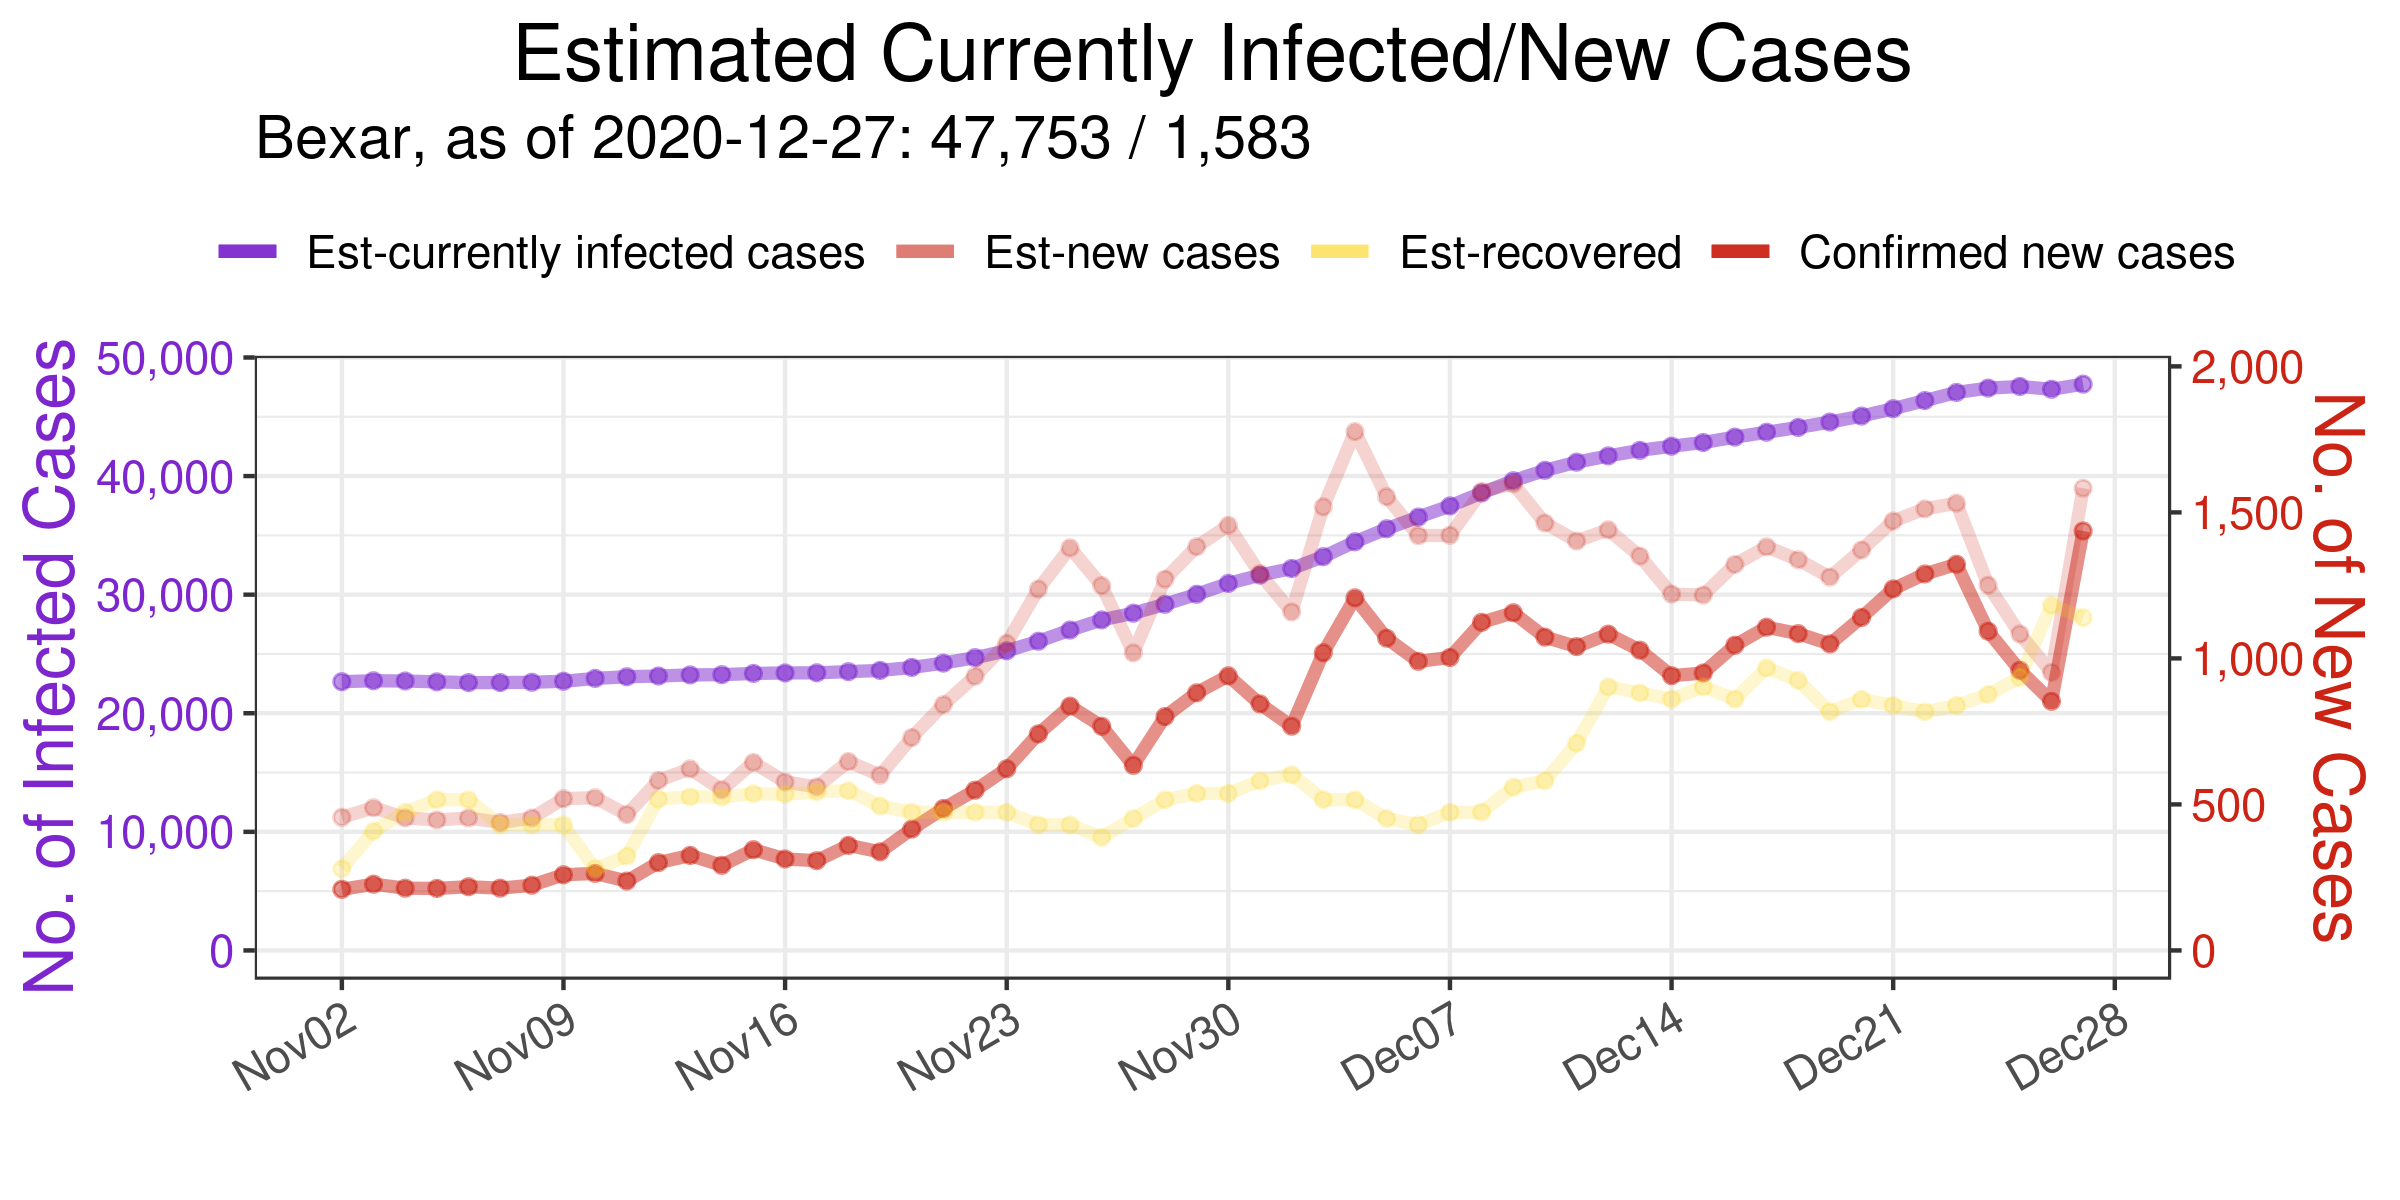 Estimated Currently Infected/New Cases
Bexar, as of 2020-12-27: 47,753 / 1,583
Est-currently infected cases Est-new cases Est-recovered Confirmed new cases
No. of Infected Cases
50,000
40,000
30,000
20,000
10,000
0
2,000
1,500
1,000
500
0
No. of New Cases
Nov02 Nov09 Nov16 Nov23 Nov30 Dec07 Dec14 Dec21 Dec28